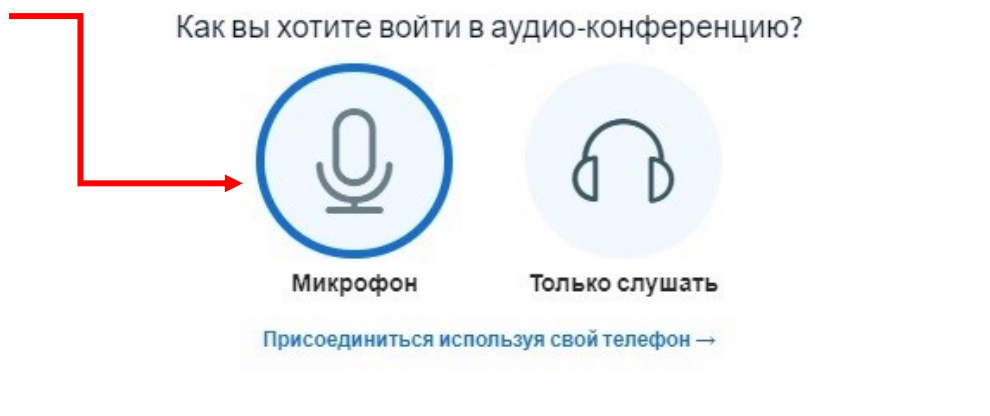 Как вы хотите войти в аудио-конференцию?
Микрофон
Только слушать
Присоединиться используя свой телефон →